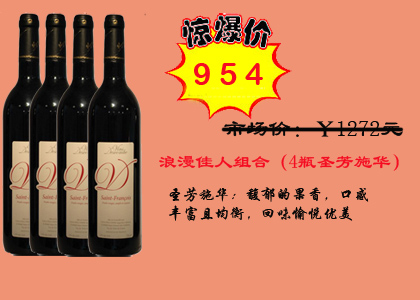 惊爆价
954
市场价：￥1272元
浪漫佳人组合（4瓶圣芳施华）
圣芳施华：馥郁的果香，口感
丰富且均衡，回味愉悦优美
Saint-François